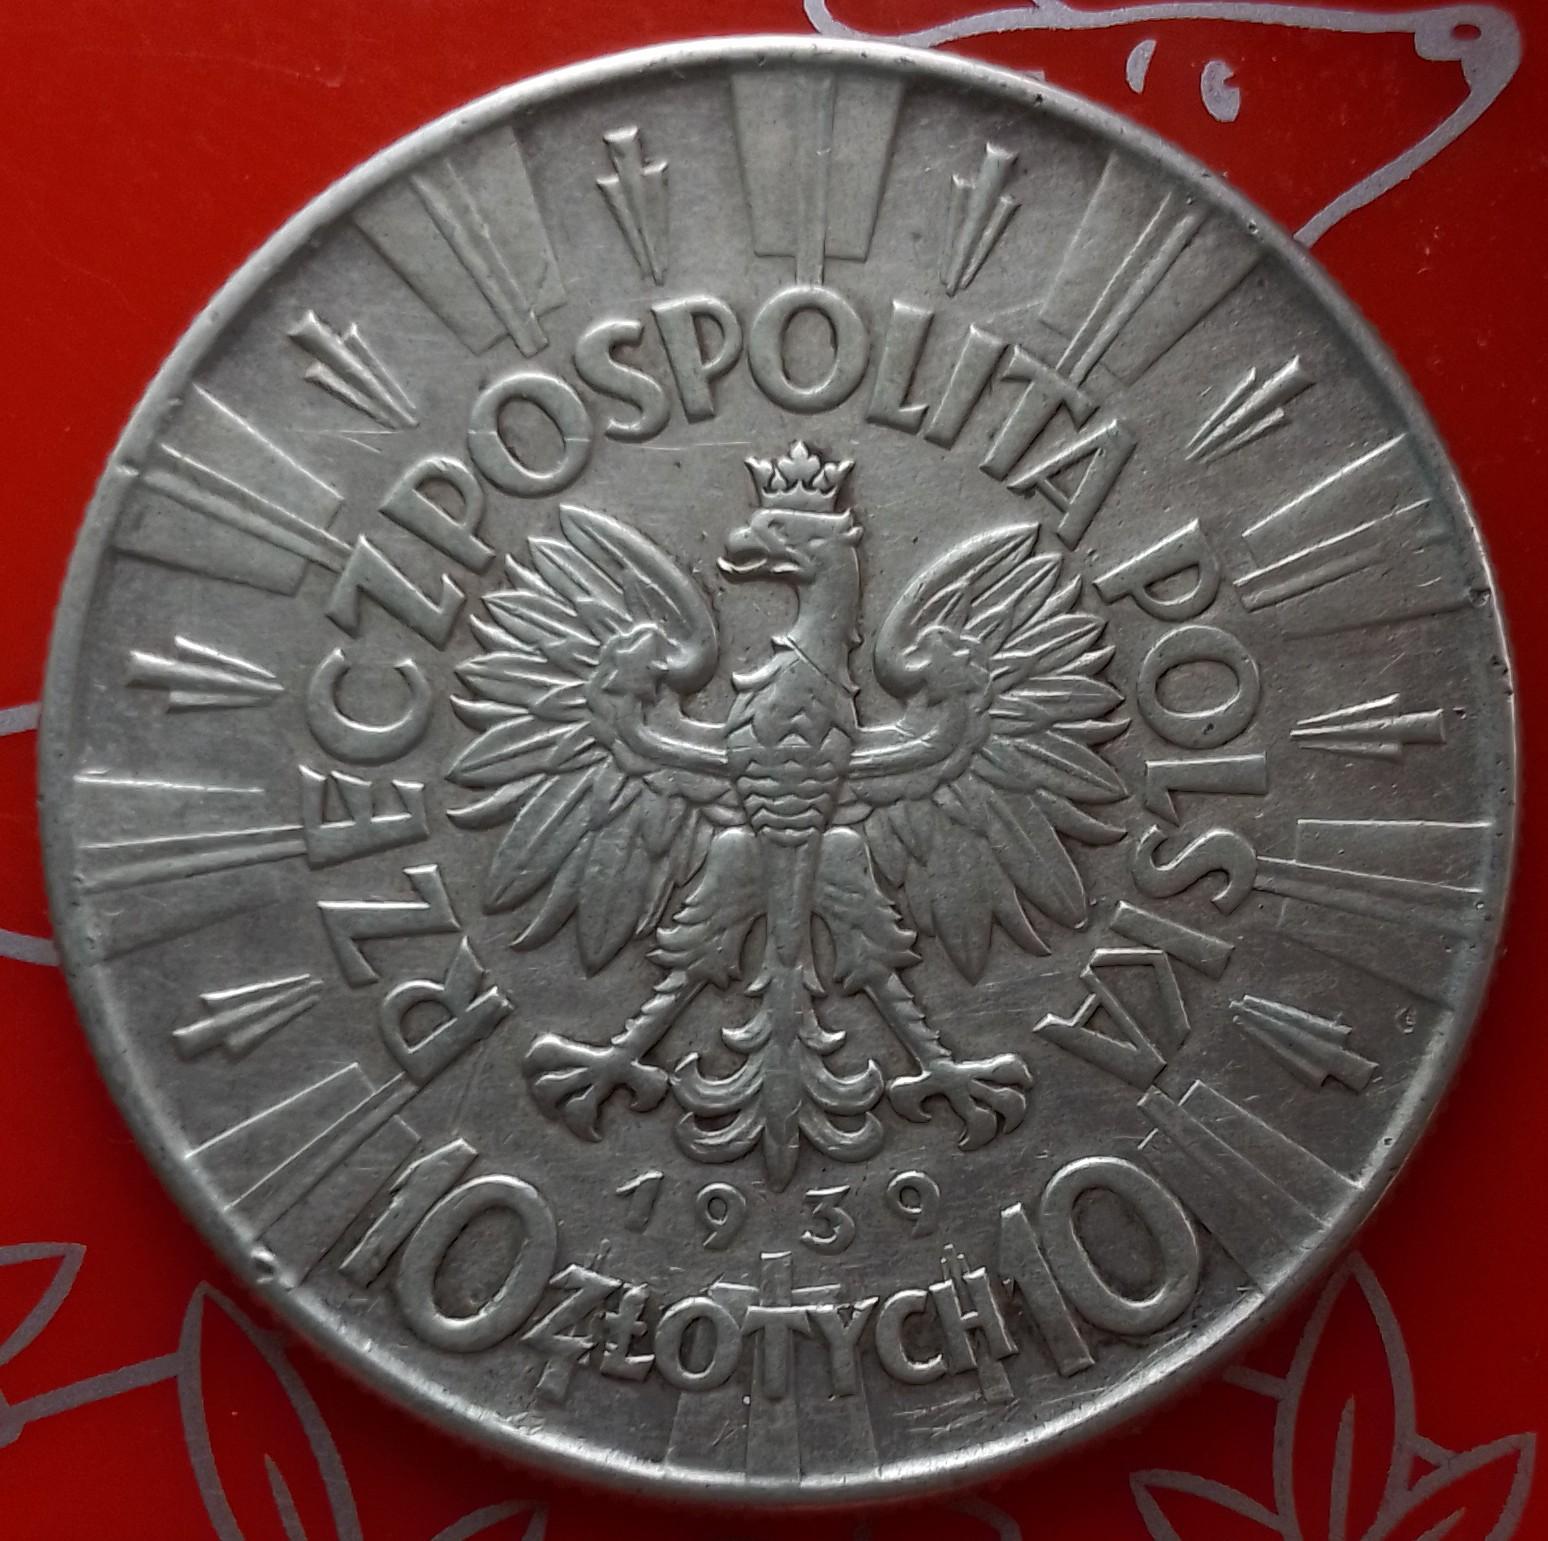 RZECZPOSPOLITA POLSKA
1939
10 ZŁOTYCH 10